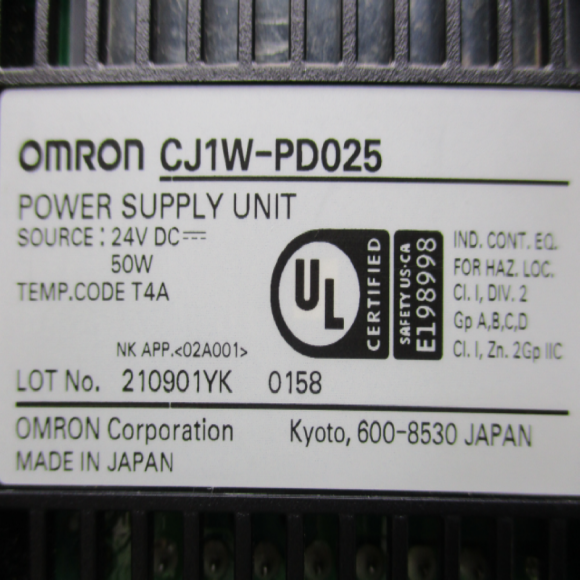 OMRON CJ1W-PD025
POWER SUPPLY UNIT
SOURCE : 24V DC⎓
50W
TEMP.CODE T4A
UL
CERTIFIED
SAFETY US·CA
E198998
IND. CONT. EQ.
FOR HAZ. LOC.
Cl. I, DIV. 2
Gp A,B,C,D
Cl. I, Zn. 2Gp IIC
NK APP.<02A001>
LOT No. 210901YK 0158
OMRON Corporation Kyoto, 600-8530 JAPAN
MADE IN JAPAN